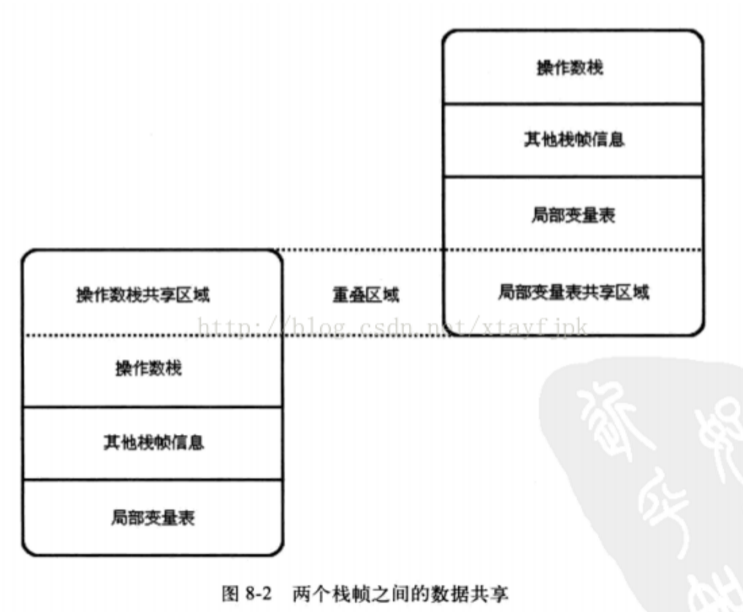 操作数栈
其他栈帧信息
局部变量表
操作数栈共享区域
重叠区域
局部变量表共享区域
http://blog.csdn.net/xtayfjpk
操作数栈
其他栈帧信息
局部变量表
图 8-2 两个栈帧之间的数据共享